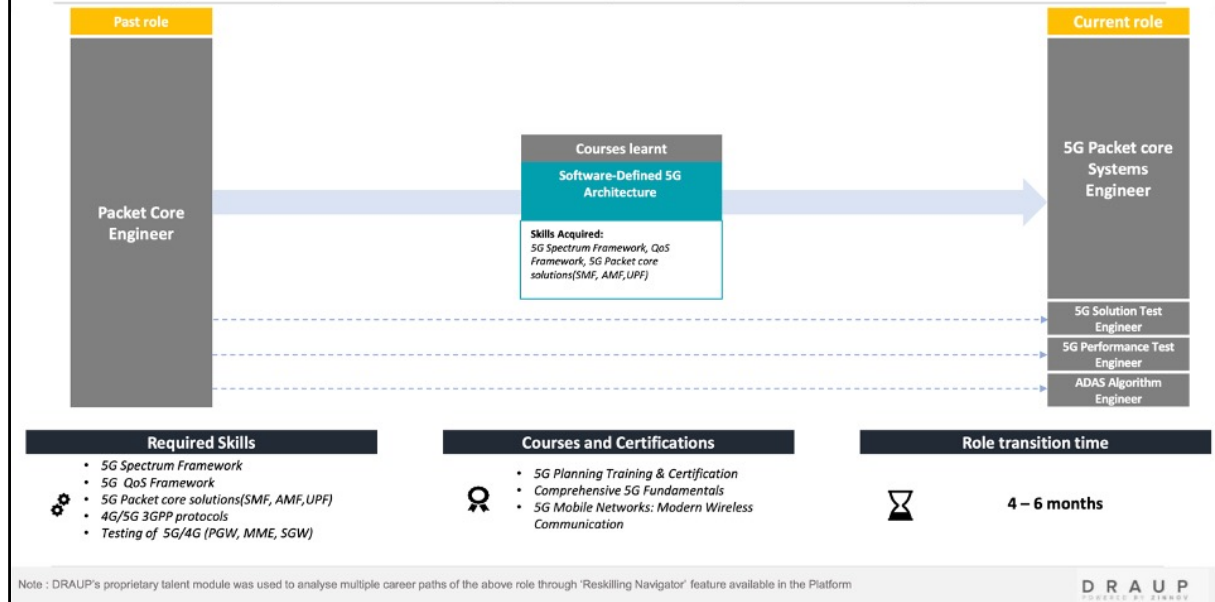 Past role
Current role
Packet Core
Engineer
Courses learnt
Software-Defined 5G
Architecture
Skills Acquired:
5G Spectrum Framework, QoS
Framework, 5G Packet core
solutions(SMF, AMF,UPF)
5G Packet core
Systems
Engineer
5G Solution Test
Engineer
5G Performance Test
Engineer
ADAS Algorithm
Engineer
Required Skills
• 5G Spectrum Framework
• 5G QoS Framework
• 5G Packet core solutions(SMF, AMF,UPF)
• 4G/5G 3GPP protocols
• Testing of 5G/4G (PGW, MME, SGW)
Courses and Certifications
• 5G Planning Training & Certification
• Comprehensive 5G Fundamentals
• 5G Mobile Networks: Modern Wireless
Communication
Role transition time
4 – 6 months
Note : DRAUP's proprietary talent module was used to analyse multiple career paths of the above role through 'Reskilling Navigator' feature available in the Platform
DRAUP
POWERED BY ZINNOV